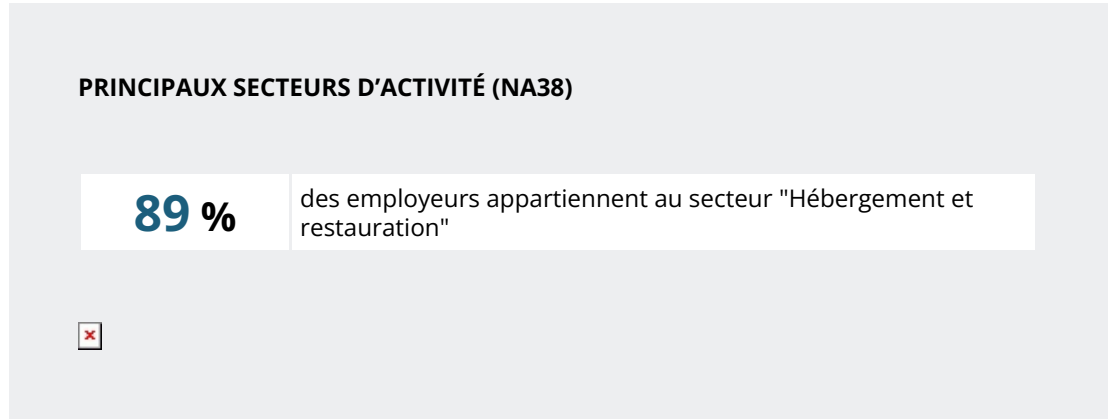 PRINCIPAUX SECTEURS D’ACTIVITÉ (NA38)
89 %
des employeurs appartiennent au secteur "Hébergement et
restauration"